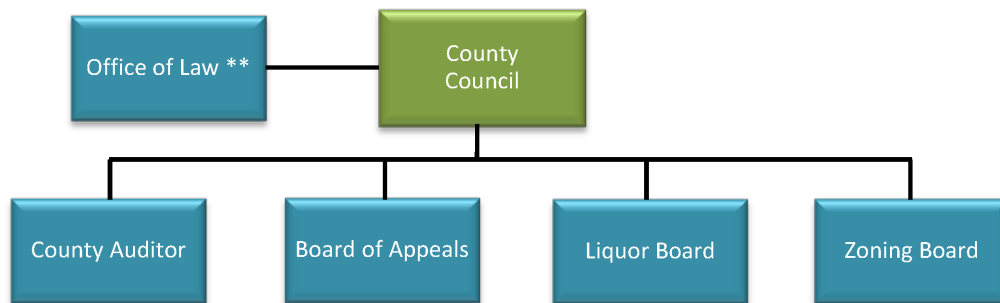 Office of Law **
County
Council
County Auditor
Board of Appeals
Liquor Board
Zoning Board